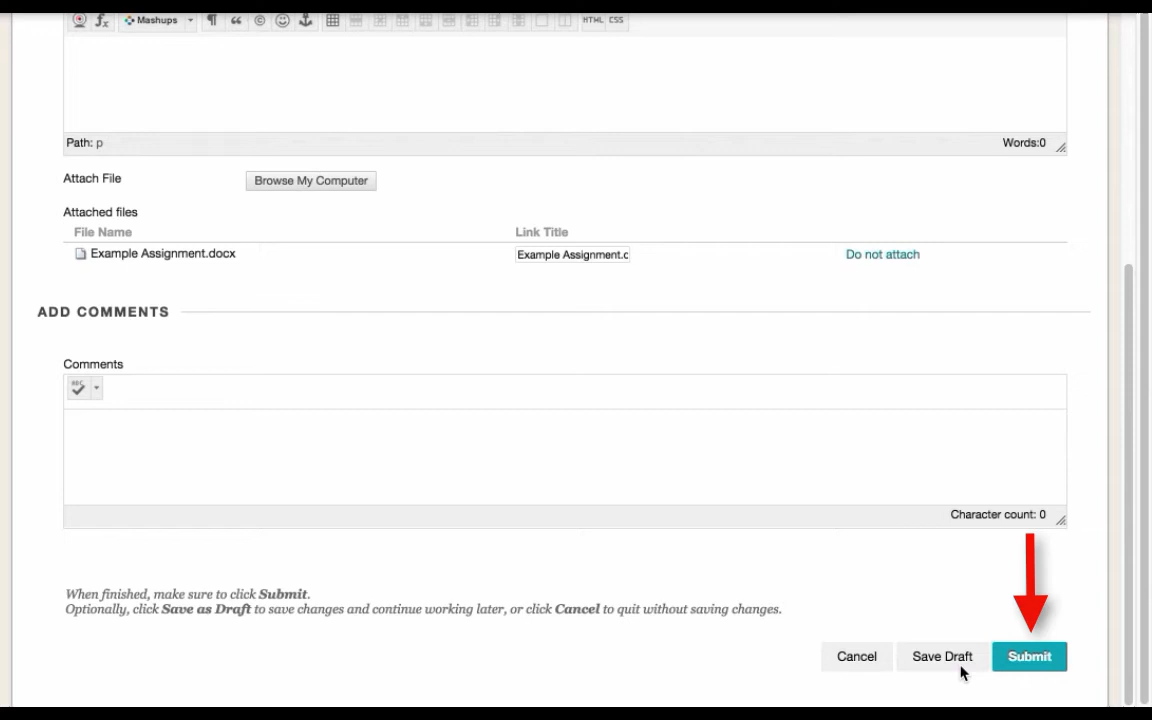 Mashups HTML CSS
Path: p Words:0
Attach File Browse My Computer
Attached files
File Name Link Title
Example Assignment.docx Example Assignment.c Do not attach
ADD COMMENTS
Comments
ABC
Character count: 0
When finished, make sure to click Submit.
Optionally, click Save as Draft to save changes and continue working later, or click Cancel to quit without saving changes.
Cancel Save Draft Submit